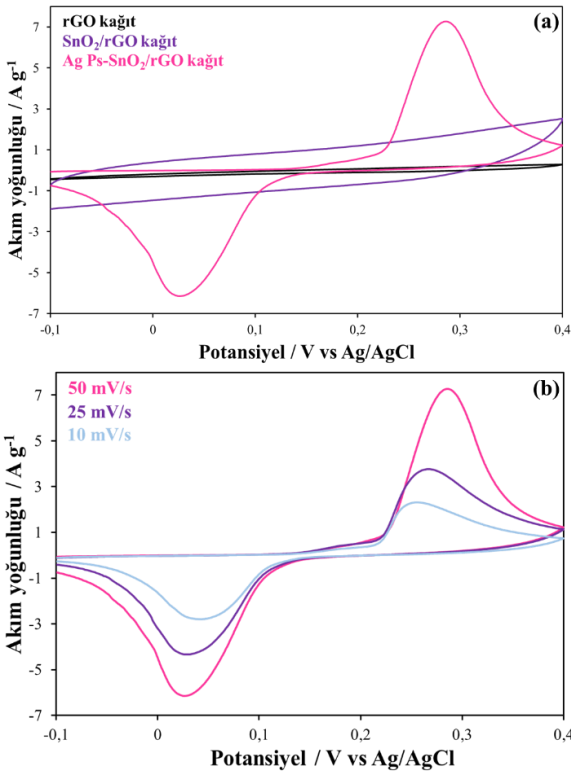 rGO kağıt
SnO₂/rGO kağıt
Ag Ps-SnO₂/rGO kağıt
(a)
Akım yoğunluğu / A g⁻¹
7
5
3
1
-1
-3
-5
-7
-0,1 0 0,1 0,2 0,3 0,4
Potansiyel / V vs Ag/AgCl
50 mV/s
25 mV/s
10 mV/s
(b)
Akım yoğunluğu / A g⁻¹
7
5
3
1
-1
-3
-5
-7
-0,1 0 0,1 0,2 0,3 0,4
Potansiyel / V vs Ag/AgCl